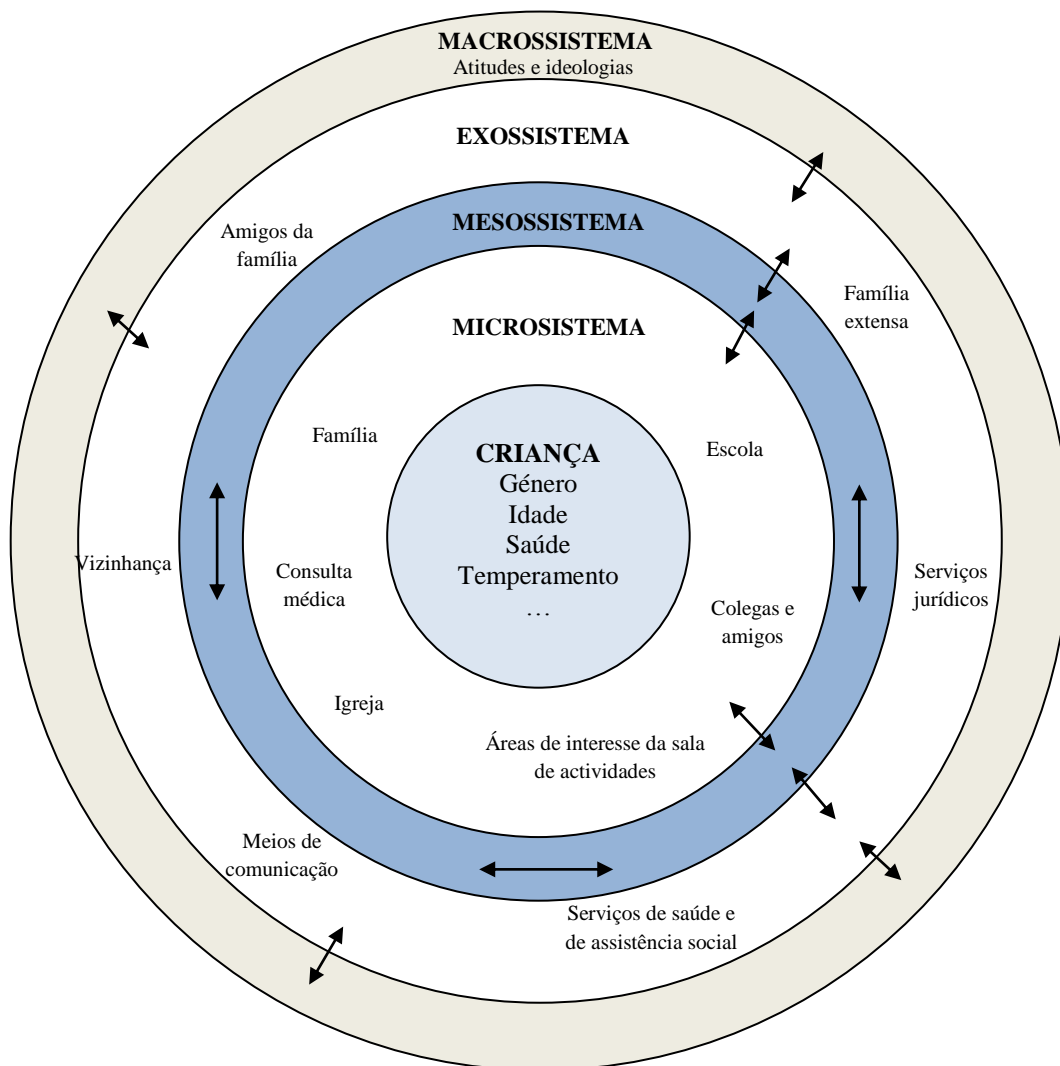 MACROSSISTEMA
Atitudes e ideologias
EXOSSISTEMA
MESOSSISTEMA
Amigos da
família
Família
extensa
MICROSISTEMA
Família
Escola
CRIANÇA
Género
Idade
Saúde
Temperamento
…
Vizinhança
Consulta
médica
Colegas e
amigos
Serviços
jurídicos
Igreja
Áreas de interesse da sala
de actividades
Meios de
comunicação
Serviços de saúde e
de assistência social